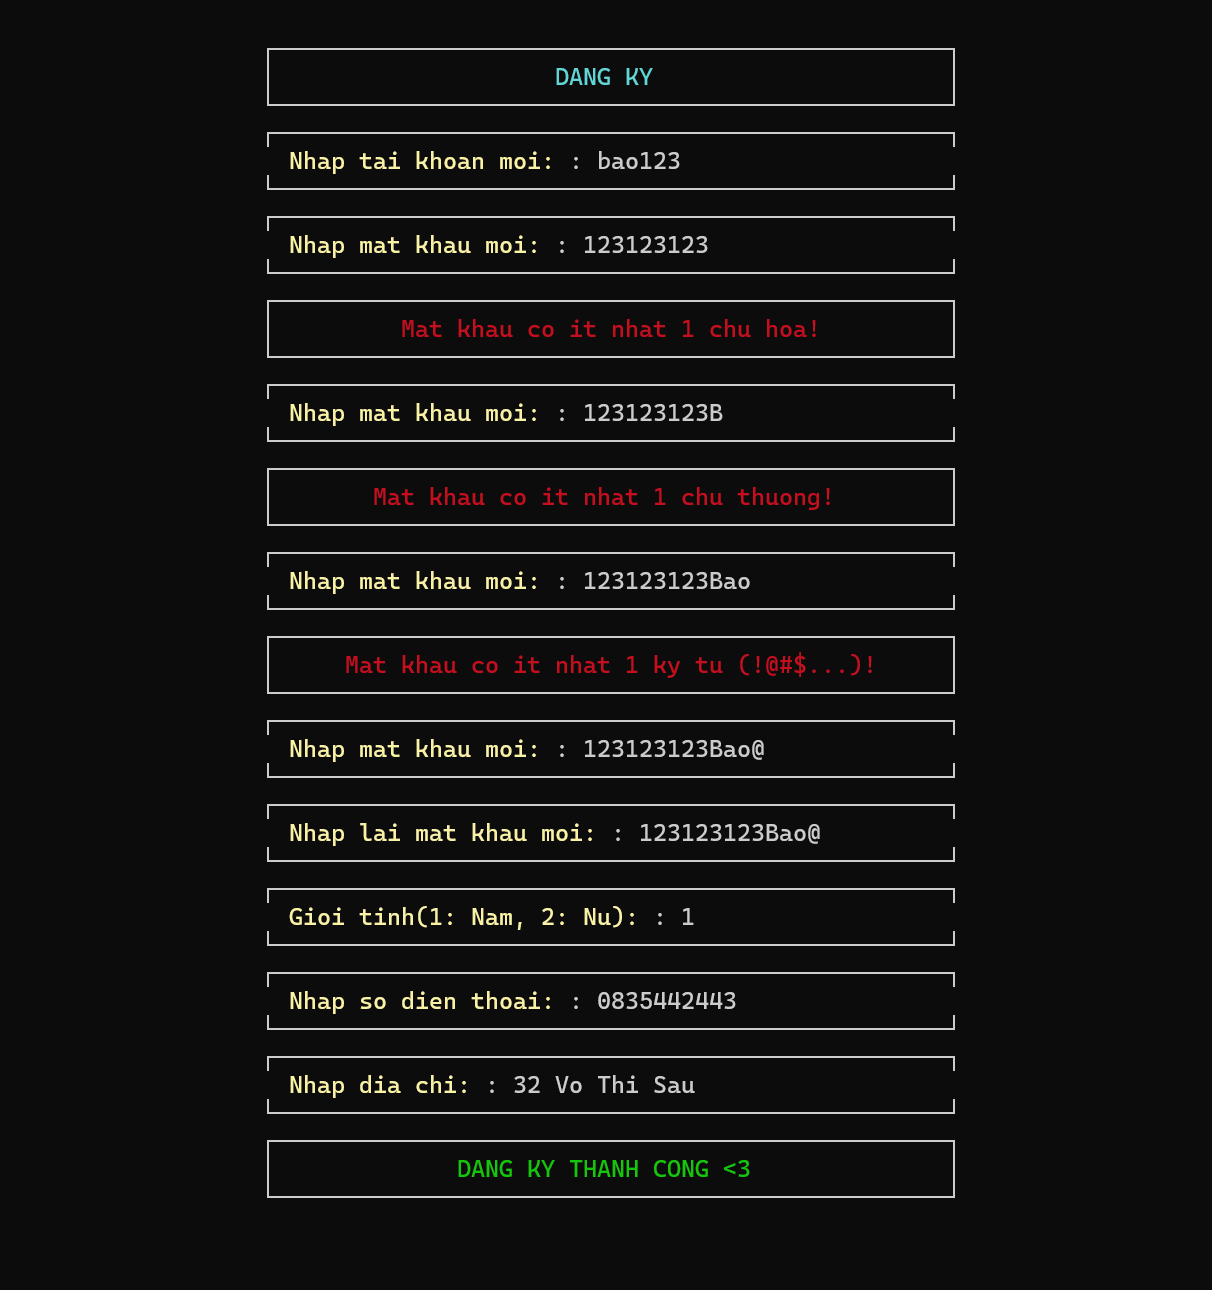 DANG KY
Nhap tai khoan moi: : bao123
Nhap mat khau moi: : 123123123
Mat khau co it nhat 1 chu hoa!
Nhap mat khau moi: : 123123123B
Mat khau co it nhat 1 chu thuong!
Nhap mat khau moi: : 123123123Bao
Mat khau co it nhat 1 ky tu (!@#$...)!
Nhap mat khau moi: : 123123123Bao@
Nhap lai mat khau moi: : 123123123Bao@
Gioi tinh(1: Nam, 2: Nu): : 1
Nhap so dien thoai: : 0835442443
Nhap dia chi: : 32 Vo Thi Sau
DANG KY THANH CONG <3